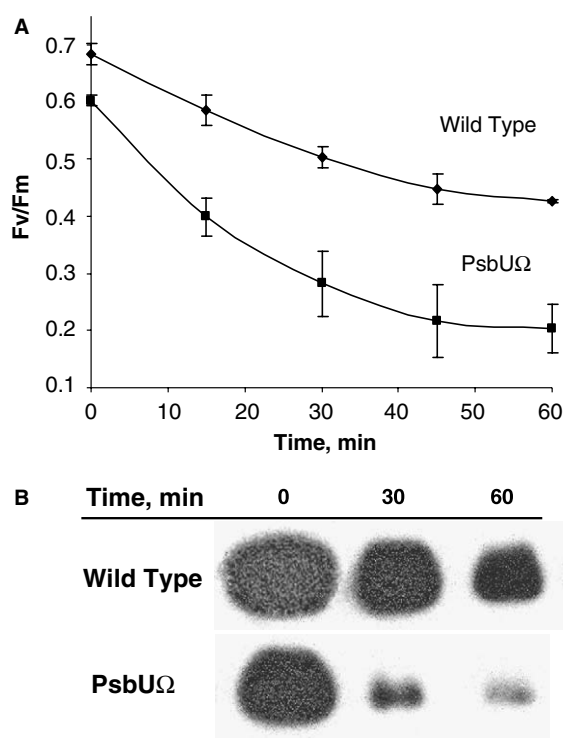 A
0.7
0.6
0.5
0.4
0.3
0.2
0.1
Fv/Fm
Wild Type
PsbUΩ
0 10 20 30 40 50 60
Time, min
B
Time, min 0 30 60
Wild Type
PsbUΩ